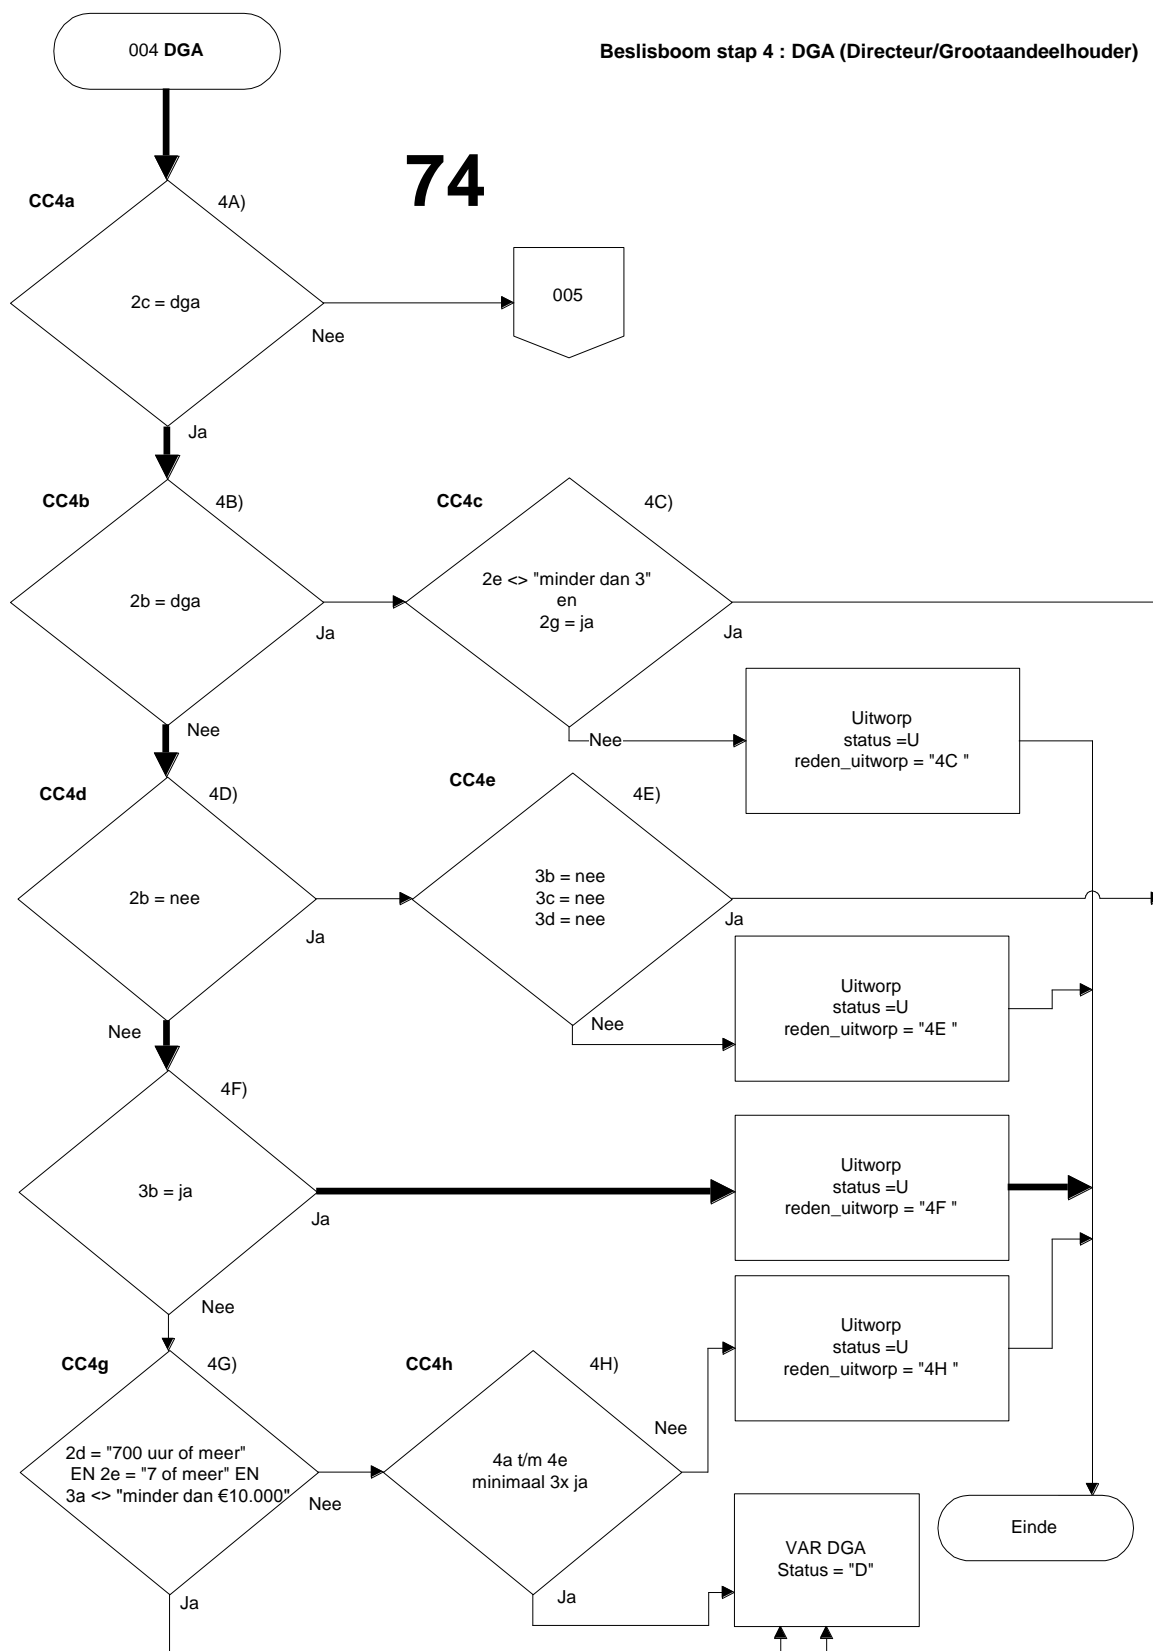 004 DGA
Beslisboom stap 4 : DGA (Directeur/Grootaandeelhouder)
74
CC4a
4A)
2c = dga
Nee
005
Ja
CC4b
4B)
2b = dga
Ja
CC4c
4C)
2e <> "minder dan 3"
en
2g = ja
Ja
Nee
Nee
Uitworp
status =U
reden_uitworp = "4C "
CC4d
4D)
2b = nee
Ja
CC4e
4E)
3b = nee
3c = nee
3d = nee
Ja
Nee
Nee
Uitworp
status =U
reden_uitworp = "4E "
4F)
3b = ja
Ja
Uitworp
status =U
reden_uitworp = "4F "
Nee
CC4g
4G)
2d = "700 uur of meer"
EN 2e = "7 of meer" EN
3a <> "minder dan €10.000"
Nee
CC4h
4H)
4a t/m 4e
minimaal 3x ja
Nee
Uitworp
status =U
reden_uitworp = "4H "
Ja
Ja
VAR DGA
Status = "D"
Einde